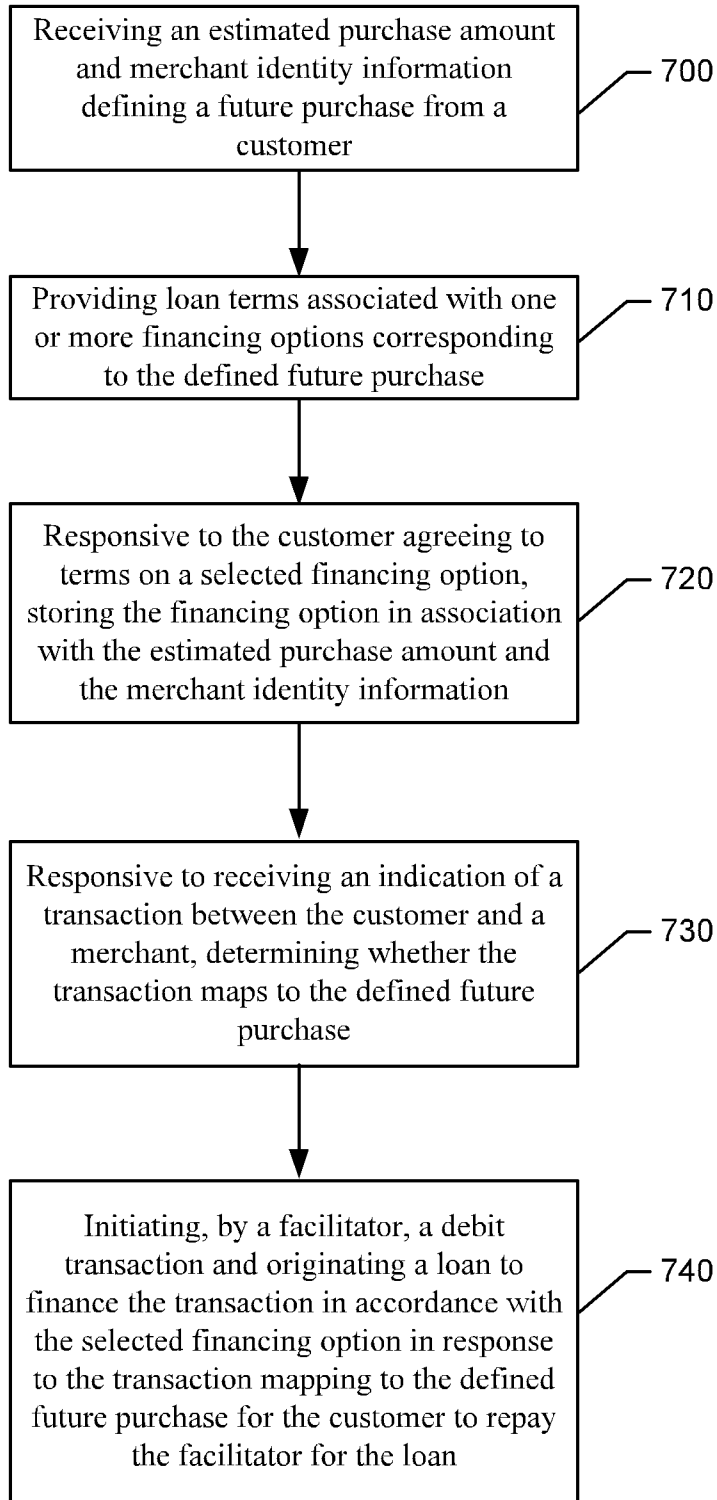 Receiving an estimated purchase amount
and merchant identity information
defining a future purchase from a
customer
700
Providing loan terms associated with one
or more financing options corresponding
to the defined future purchase
710
Responsive to the customer agreeing to
terms on a selected financing option,
storing the financing option in association
with the estimated purchase amount and
the merchant identity information
720
Responsive to receiving an indication of a
transaction between the customer and a
merchant, determining whether the
transaction maps to the defined future
purchase
730
Initiating, by a facilitator, a debit
transaction and originating a loan to
finance the transaction in accordance with
the selected financing option in response
to the transaction mapping to the defined
future purchase for the customer to repay
the facilitator for the loan
740